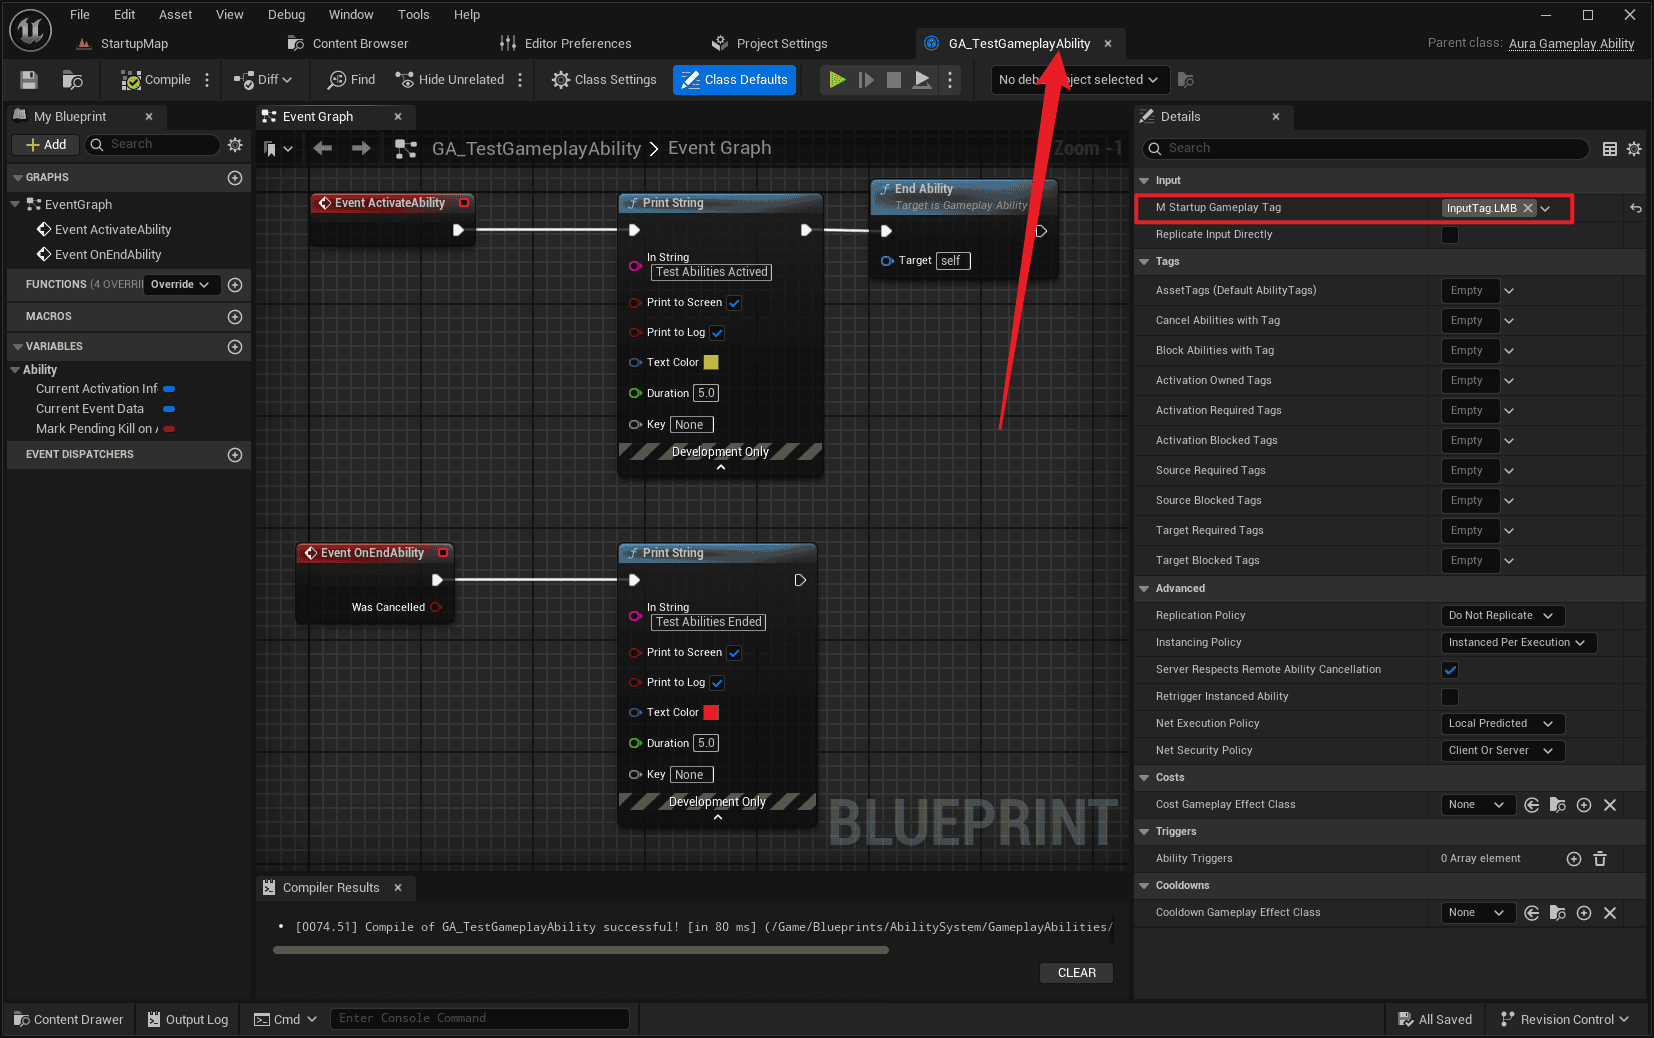 File Edit Asset View Debug Window Tools Help
StartupMap Content Browser Editor Preferences Project Settings GA_TestGameplayAbility Parent class: Aura Gameplay Ability
Compile Diff Find Hide Unrelated Class Settings Class Defaults No debug object selected
My Blueprint
Add Search
GRAPHS
EventGraph
Event ActivateAbility
Event OnEndAbility
FUNCTIONS (4 OVERRI Override
MACROS
VARIABLES
Ability
Current Activation Inf
Current Event Data
Mark Pending Kill on
EVENT DISPATCHERS
Event Graph
GA_TestGameplayAbility > Event Graph Zoom -1
Event ActivateAbility
Print String
In String
Test Abilities Actived
Print to Screen
Print to Log
Text Color
Duration 5.0
Key None
Development Only
End Ability
Target is Gameplay Ability
Target self
Event OnEndAbility
Was Cancelled
Print String
In String
Test Abilities Ended
Print to Screen
Print to Log
Text Color
Duration 5.0
Key None
Development Only
BLUEPRINT
Compiler Results
• [0074.51] Compile of GA_TestGameplayAbility successful! [in 80 ms] (/Game/Blueprints/AbilitySystem/GameplayAbilities/
CLEAR
Details
Search
Input
M Startup Gameplay Tag InputTag.LMB
Replicate Input Directly
Tags
AssetTags (Default AbilityTags) Empty
Cancel Abilities with Tag Empty
Block Abilities with Tag Empty
Activation Owned Tags Empty
Activation Required Tags Empty
Activation Blocked Tags Empty
Source Required Tags Empty
Source Blocked Tags Empty
Target Required Tags Empty
Target Blocked Tags Empty
Advanced
Replication Policy Do Not Replicate
Instancing Policy Instanced Per Execution
Server Respects Remote Ability Cancellation
Retrigger Instanced Ability
Net Execution Policy Local Predicted
Net Security Policy Client Or Server
Costs
Cost Gameplay Effect Class None
Triggers
Ability Triggers 0 Array element
Cooldowns
Cooldown Gameplay Effect Class None
Content Drawer Output Log Cmd Enter Console Command All Saved Revision Control